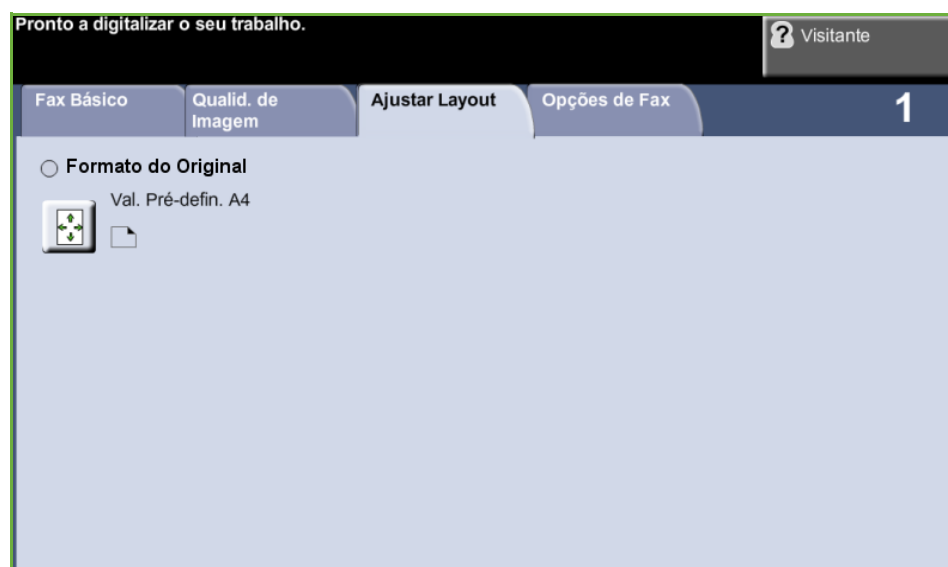 Pronto a digitalizar o seu trabalho.
? Visitante
Fax Básico
Qualid. de
Imagem
Ajustar Layout
Opções de Fax
1
Formato do Original
Val. Pré-defin. A4